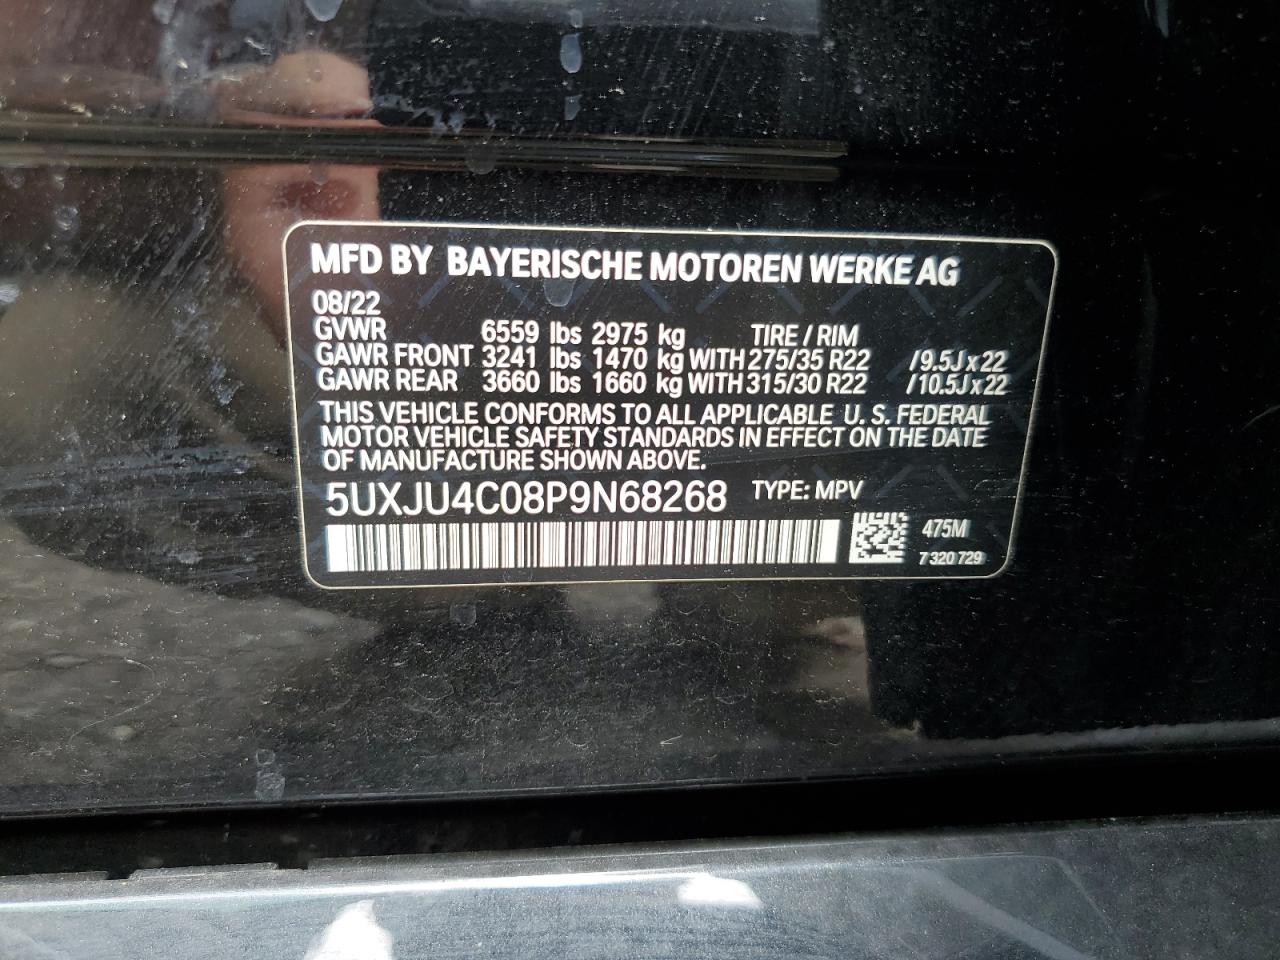 MFD BY BAYERISCHE MOTOREN WERKE AG
08/22
GVWR 6559 lbs 2975 kg TIRE / RIM
GAWR FRONT 3241 lbs 1470 kg WITH 275/35 R22 /9.5J x 22
GAWR REAR 3660 lbs 1660 kg WITH 315/30 R22 /10.5J x 22
THIS VEHICLE CONFORMS TO ALL APPLICABLE U. S. FEDERAL
MOTOR VEHICLE SAFETY STANDARDS IN EFFECT ON THE DATE
OF MANUFACTURE SHOWN ABOVE.
5UXJU4C08P9N68268 TYPE: MPV
475M
7 320 729